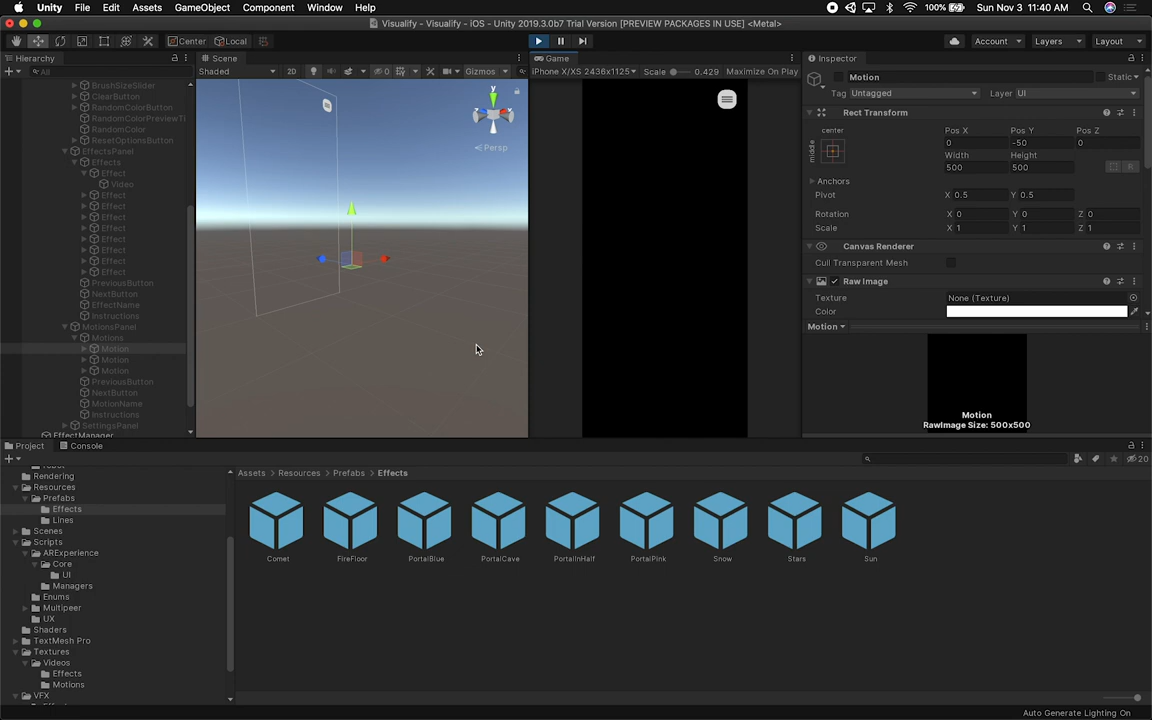 Unity File Edit Assets GameObject Component Window Help 100% Sun Nov 3 11:40 AM
Visualify - Visualify - iOS - Unity 2019.3.0b7 Trial Version [PREVIEW PACKAGES IN USE] <Metal>
Center Local Account Layers Layout
Hierarchy
All
BrushSizeSlider
ClearButton
RandomColorButton
RandomColorPreviewTi
RandomColor
ResetOptionsButton
EffectsPanel
Effects
Effect
Video
Effect
Effect
Effect
Effect
Effect
Effect
Effect
Effect
PreviousButton
NextButton
EffectName
Instructions
MotionsPanel
Motions
Motion
Motion
Motion
PreviousButton
NextButton
MotionName
Instructions
SettingsPanel
EffectManager
Scene
Shaded 2D 0 Gizmos
y
x
z
Persp
Game
iPhone X/XS 2436x1125 Scale 0.429 Maximize On Play
Inspector
Motion Static
Tag Untagged Layer UI
Rect Transform
center
middle
Pos X Pos Y Pos Z
0 -50 0
Width Height
500 500
R
Anchors
Pivot X 0.5 Y 0.5
Rotation X 0 Y 0 Z 0
Scale X 1 Y 1 Z 1
Canvas Renderer
Cull Transparent Mesh
Raw Image
Texture None (Texture)
Color
Motion
Motion
RawImage Size: 500x500
Project Console
20
Rendering
Resources
Prefabs
Effects
Lines
Scenes
Scripts
ARExperience
Core
UI
Managers
Enums
Multipeer
UX
Shaders
TextMesh Pro
Textures
Videos
Effects
Motions
VFX
Assets Resources Prefabs Effects
Comet FireFloor PortalBlue PortalCave PortalInHalf PortalPink Snow Stars Sun
Auto Generate Lighting On